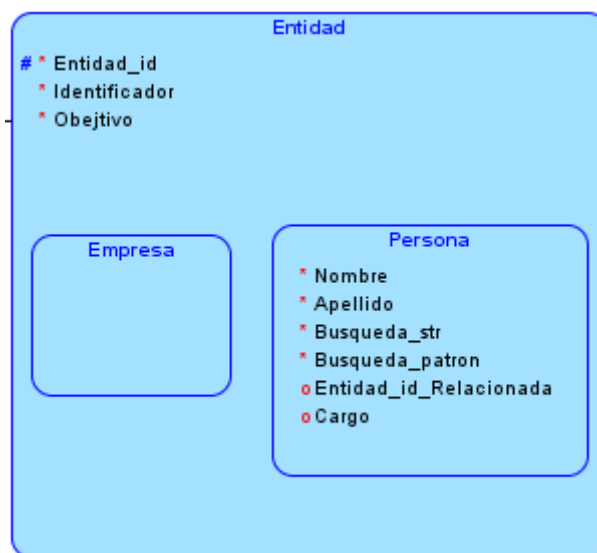 Entidad
# * Entidad_id
* Identificador
* Obejtivo
Empresa
Persona
* Nombre
* Apellido
* Busqueda_str
* Busqueda_patron
o Entidad_id_Relacionada
o Cargo